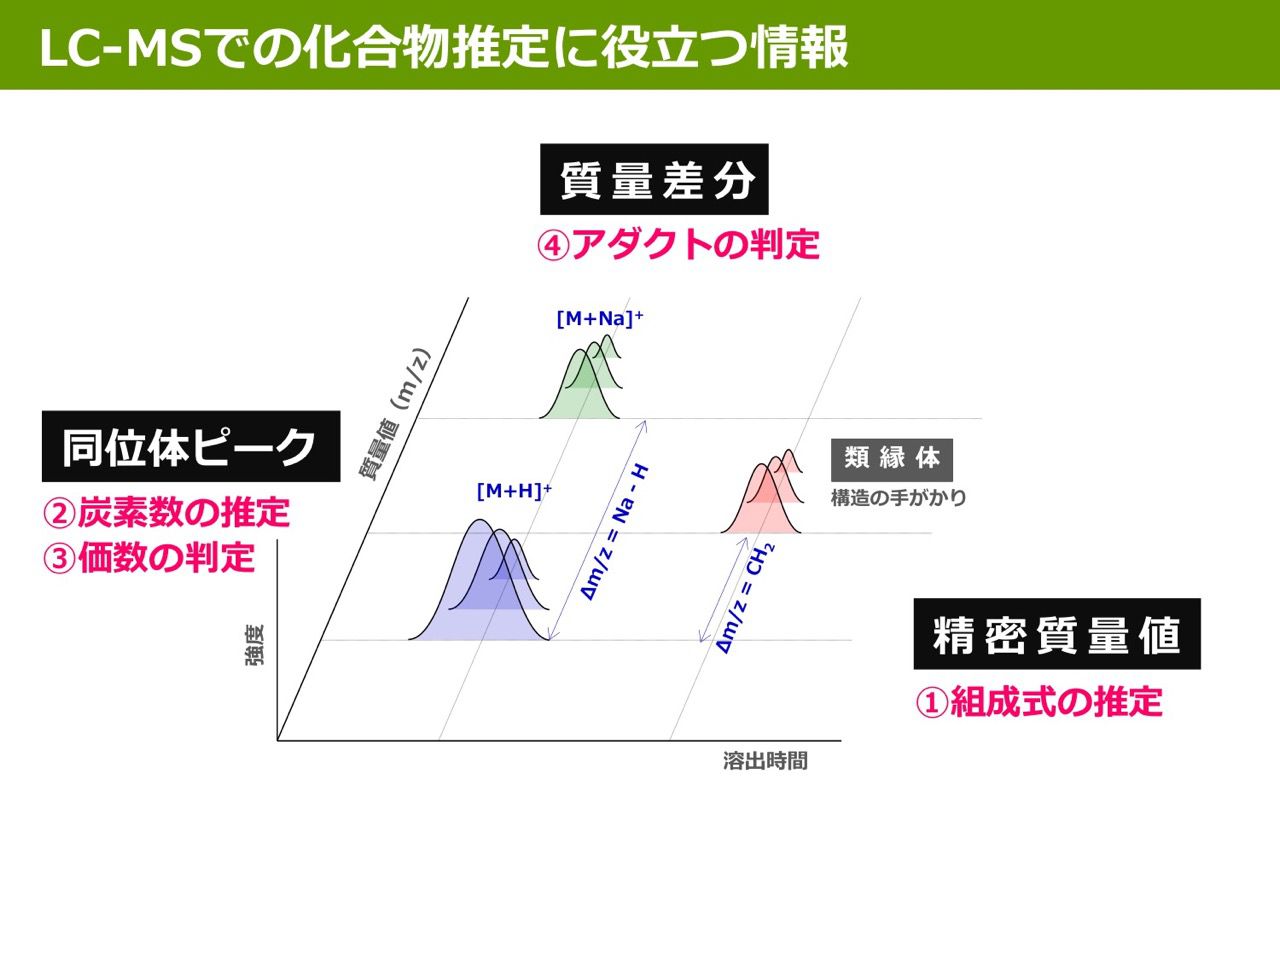 LC-MSでの化合物推定に役立つ情報
質量差分
④アダクトの判定
[M+Na]⁺
質量値（m/z）
同位体ピーク
②炭素数の推定
③価数の判定
[M+H]⁺
Δm/z = Na - H
類縁体
構造の手がかり
Δm/z = CH₂
強度
精密質量値
①組成式の推定
溶出時間